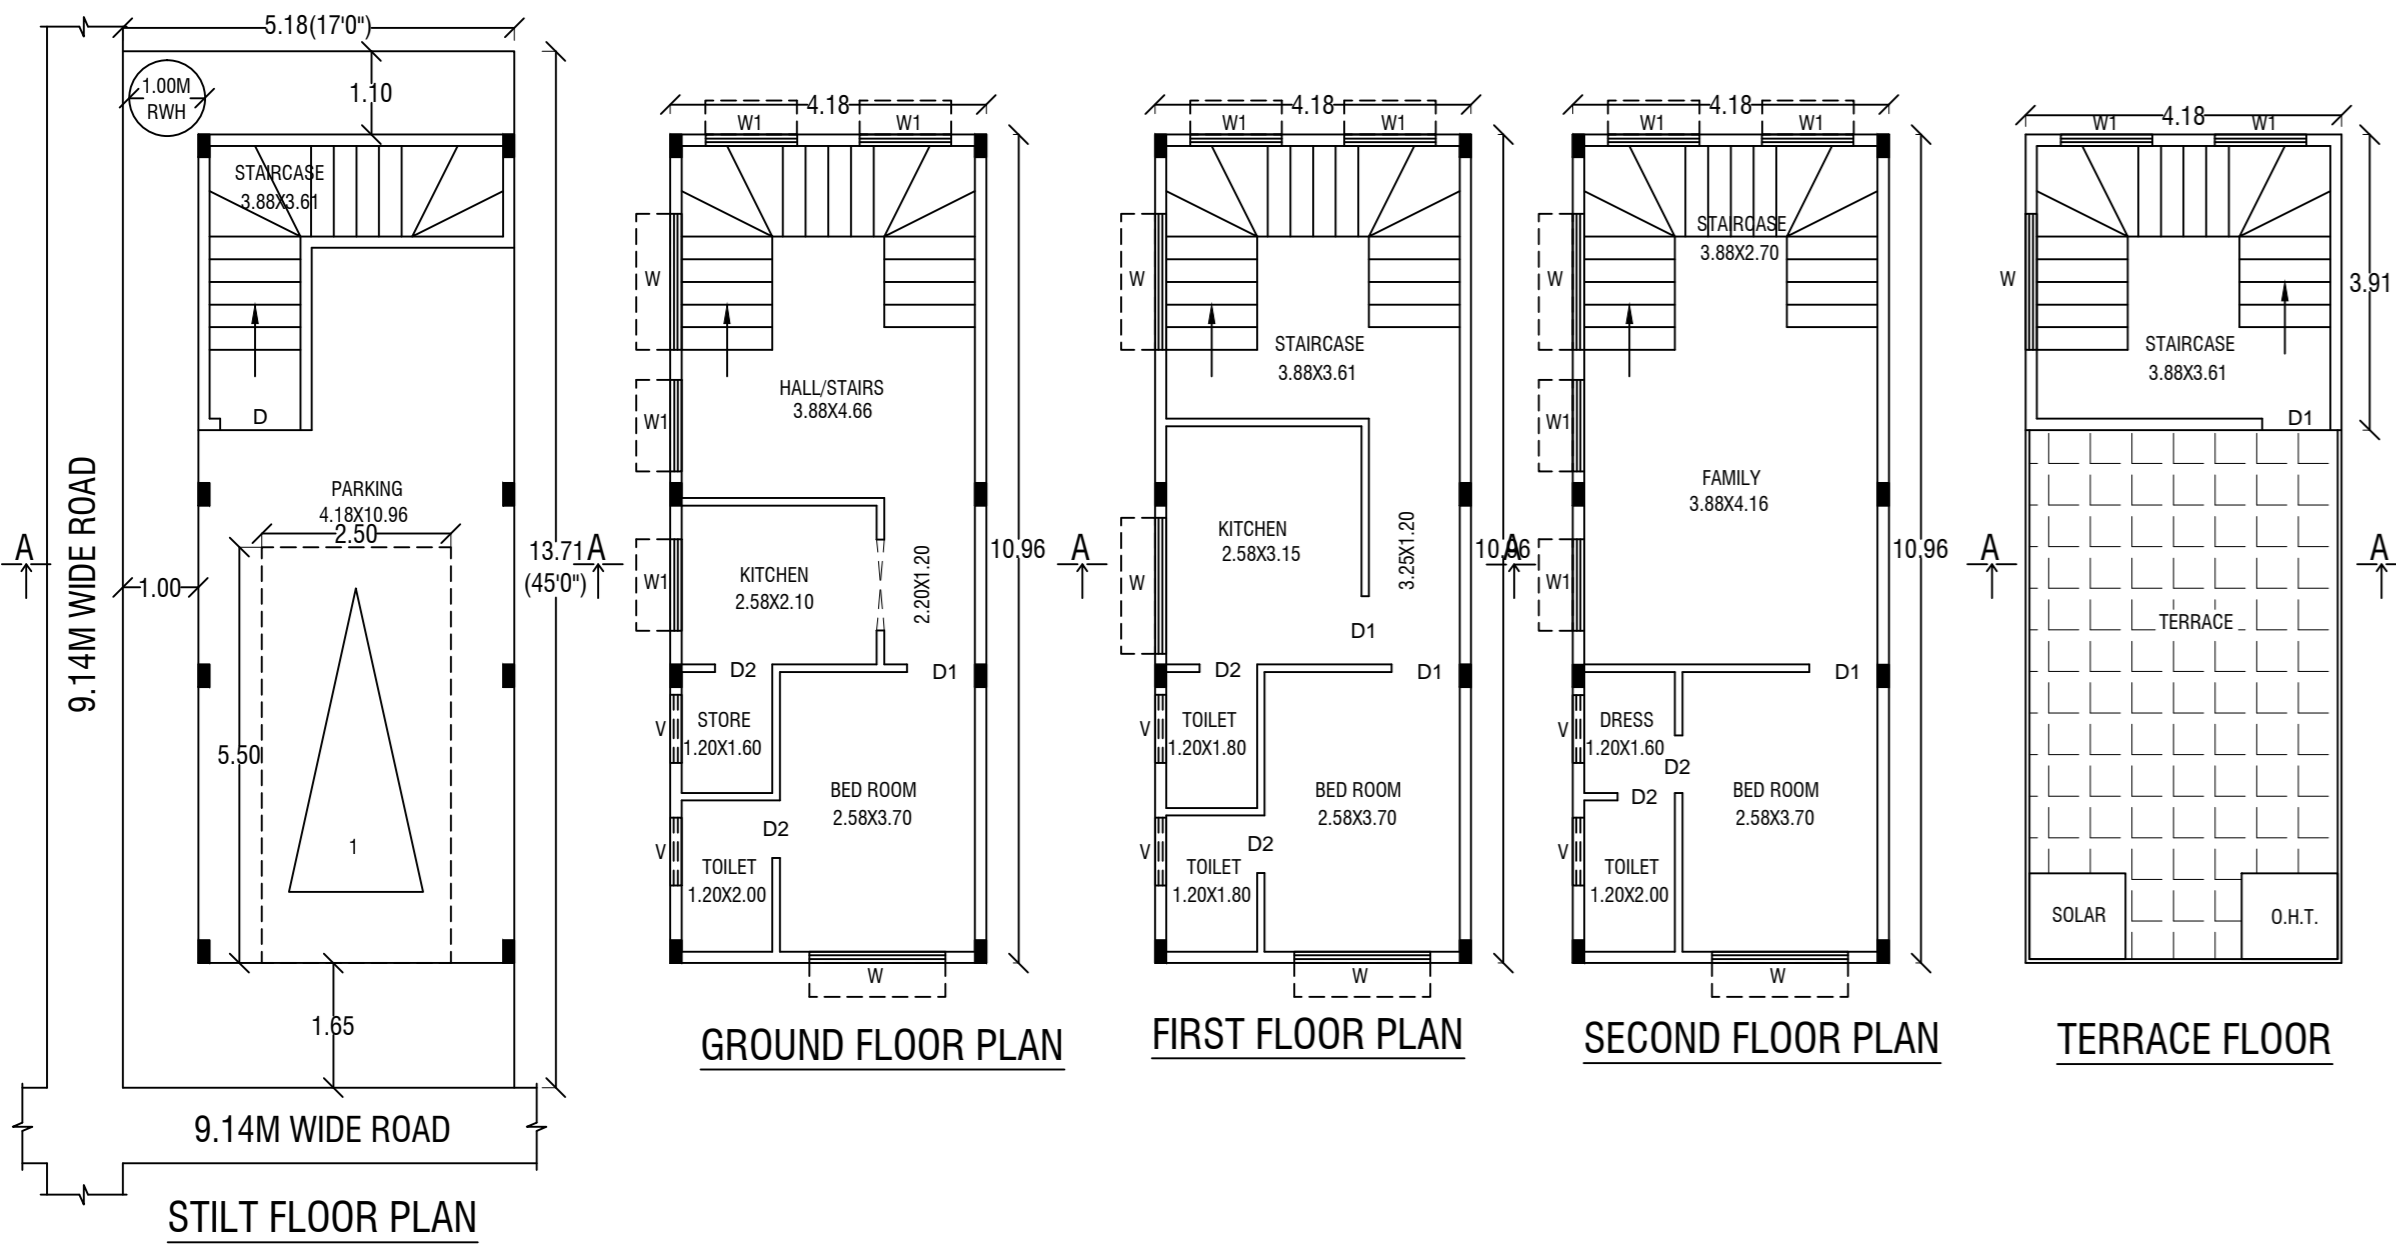 5.18(17'0")
1.00M
RWH
1.10
STAIRCASE
3.88X3.61
D
PARKING
4.18X10.96
2.50
9.14M WIDE ROAD
A
1.00
13.71
(45'0")
A
5.50
1
1.65
9.14M WIDE ROAD
STILT FLOOR PLAN
4.18
W1
W1
W
HALL/STAIRS
3.88X4.66
W1
W1
KITCHEN
2.58X2.10
2.20X1.20
10.96
A
D2
D1
V
STORE
1.20X1.60
BED ROOM
2.58X3.70
D2
V
TOILET
1.20X2.00
W
GROUND FLOOR PLAN
4.18
W1
W1
W
STAIRCASE
3.88X3.61
KITCHEN
2.58X3.15
W
3.25X1.20
10.96
A
D1
D2
D1
V
TOILET
1.20X1.80
BED ROOM
2.58X3.70
D2
V
TOILET
1.20X1.80
W
FIRST FLOOR PLAN
4.18
W1
W1
STAIRCASE
3.88X2.70
W
W1
FAMILY
3.88X4.16
W1
10.96
A
D1
V
DRESS
1.20X1.60
D2
D2
BED ROOM
2.58X3.70
V
TOILET
1.20X2.00
W
SECOND FLOOR PLAN
4.18
W1
W1
W
3.91
STAIRCASE
3.88X3.61
D1
A
TERRACE
SOLAR
O.H.T.
TERRACE FLOOR